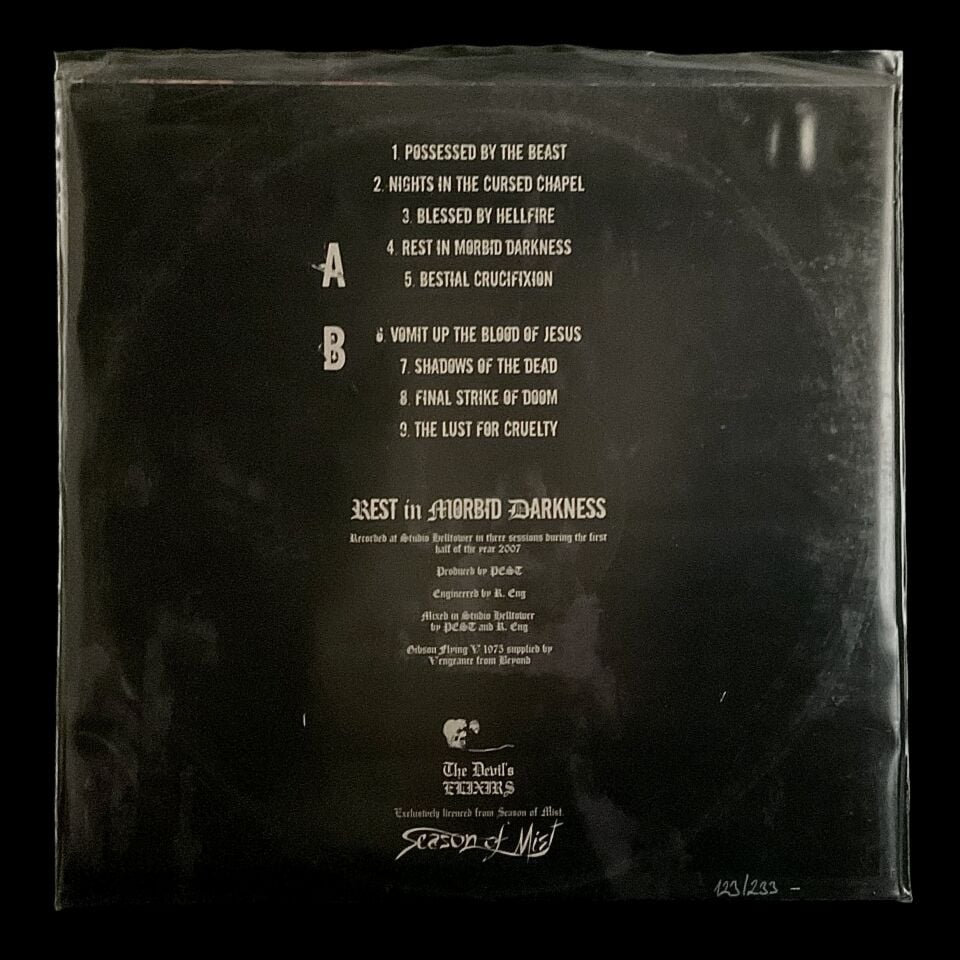 1. POSSESSED BY THE BEAST
2. NIGHTS IN THE CURSED CHAPEL
3. BLESSED BY HELLFIRE
4. REST IN MORBID DARKNESS
A
5. BESTIAL CRUCIFIXION
B
6. VOMIT UP THE BLOOD OF JESUS
7. SHADOWS OF THE DEAD
8. FINAL STRIKE OF DOOM
9. THE LUST FOR CRUELTY
REST in MORBID DARKNESS
Recorded at Studio Helltower in three sessions during the first
half of the year 2007
Produced by PEST
Engineered by R. Eng
Mixed in Studio Helltower
by PEST and R. Eng
Gibson Flying V 1973 supplied by
Vengeance from Beyond
The Devil's
ELIXIRS
Exclusively licenced from Season of Mist.
Season of Mist
123/233 -